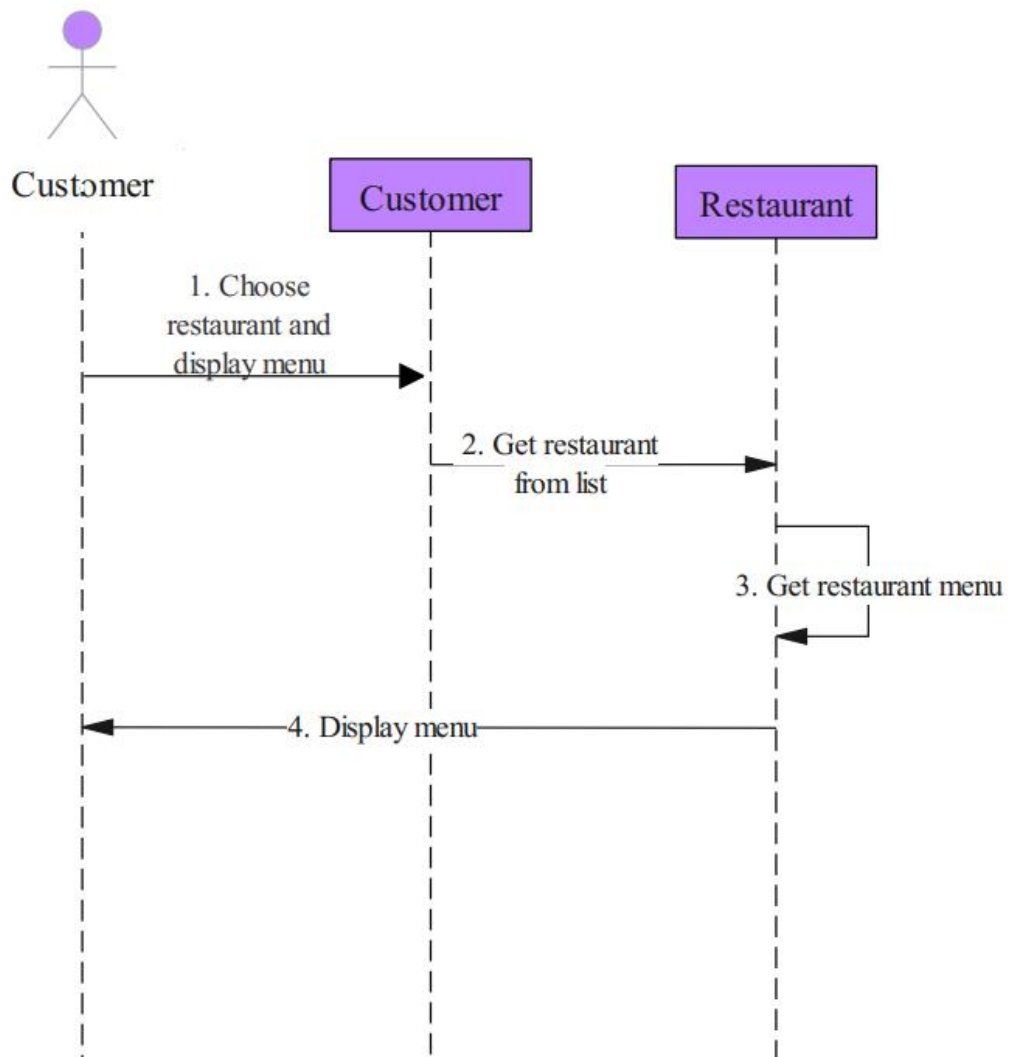 Customer
Customer
Restaurant
1. Choose
restaurant and
display menu
2. Get restaurant
from list
3. Get restaurant menu
4. Display menu